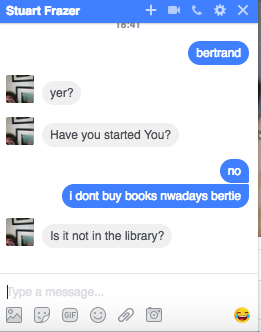 Stuart Frazer
18:41
bertrand
yer?
Have you started You?
no
i dont buy books nwadays bertie
Is it not in the library?
Type a message...
GIF